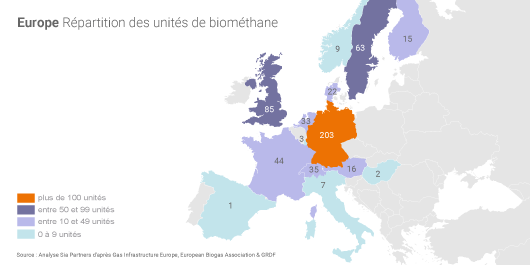 Europe Répartition des unités de biométhane
9
63
15
22
85
33
203
3
44
35
16
2
7
1
plus de 100 unités
entre 50 et 99 unités
entre 10 et 49 unités
0 à 9 unités
Source : Analyse Sia Partners d'après Gas Infrastructure Europe, European Biogas Association & GRDF